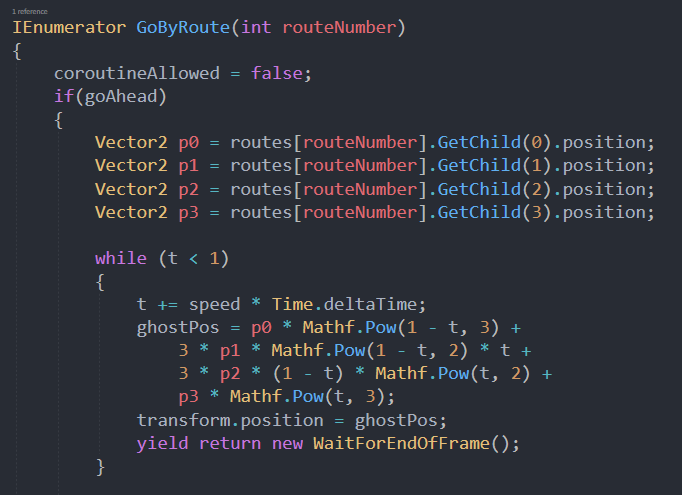 1 reference
IEnumerator GoByRoute(int routeNumber)
{
coroutineAllowed = false;
if(goAhead)
{
Vector2 p0 = routes[routeNumber].GetChild(0).position;
Vector2 p1 = routes[routeNumber].GetChild(1).position;
Vector2 p2 = routes[routeNumber].GetChild(2).position;
Vector2 p3 = routes[routeNumber].GetChild(3).position;
while (t < 1)
{
t += speed * Time.deltaTime;
ghostPos = p0 * Mathf.Pow(1 - t, 3) +
3 * p1 * Mathf.Pow(1 - t, 2) * t +
3 * p2 * (1 - t) * Mathf.Pow(t, 2) +
p3 * Mathf.Pow(t, 3);
transform.position = ghostPos;
yield return new WaitForEndOfFrame();
}